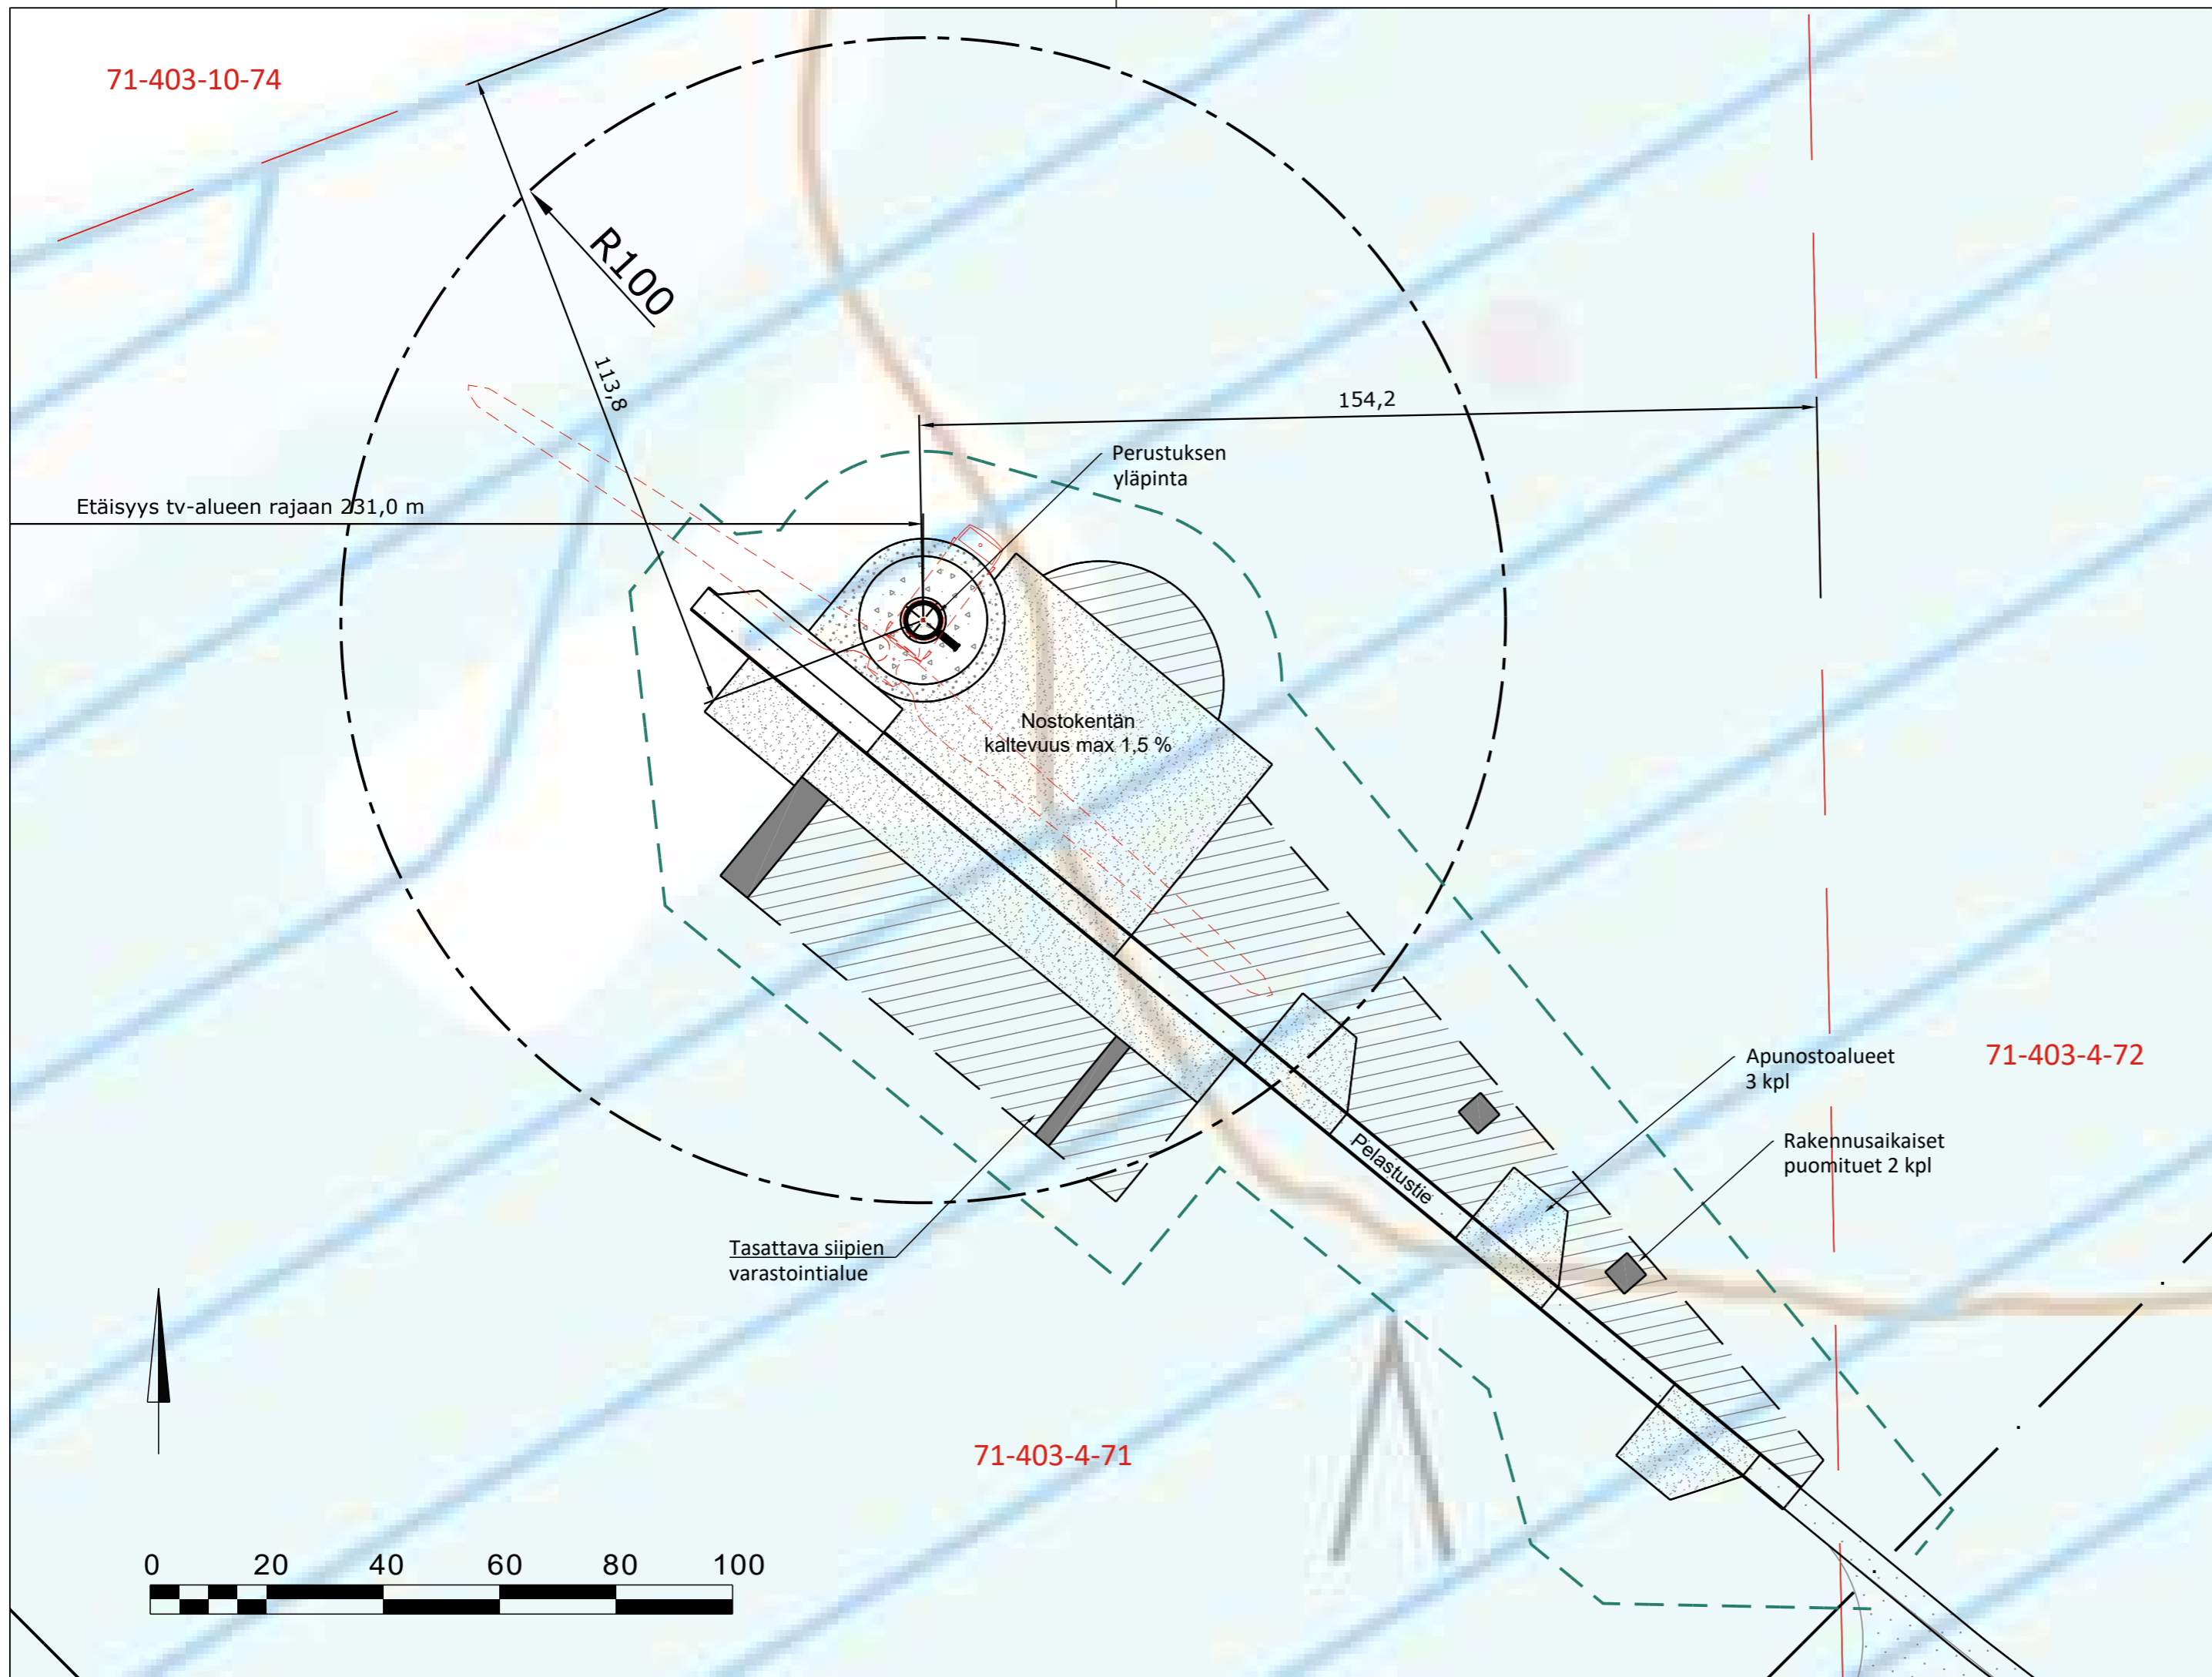 71-403-10-74
R100
113,8
154,2
Perustuksen
yläpinta
Etäisyys tv-alueen rajaan 231,0 m
Nostokentän
kaltevuus max 1,5 %
Apunostoalueet
3 kpl
71-403-4-72
Rakennusaikaiset
puomituet 2 kpl
Pelastustie
Tasattava siipien
varastointialue
71-403-4-71
0 20 40 60 80 100